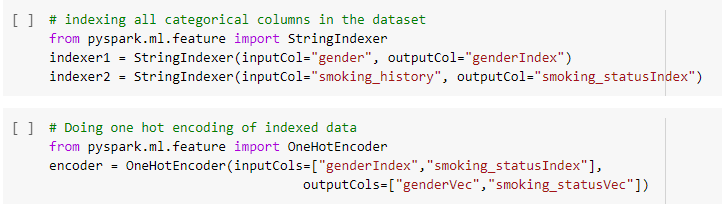 [ ] # indexing all categorical columns in the dataset
from pyspark.ml.feature import StringIndexer
indexer1 = StringIndexer(inputCol="gender", outputCol="genderIndex")
indexer2 = StringIndexer(inputCol="smoking_history", outputCol="smoking_statusIndex")
[ ] # Doing one hot encoding of indexed data
from pyspark.ml.feature import OneHotEncoder
encoder = OneHotEncoder(inputCols=["genderIndex","smoking_statusIndex"],
outputCols=["genderVec","smoking_statusVec"])